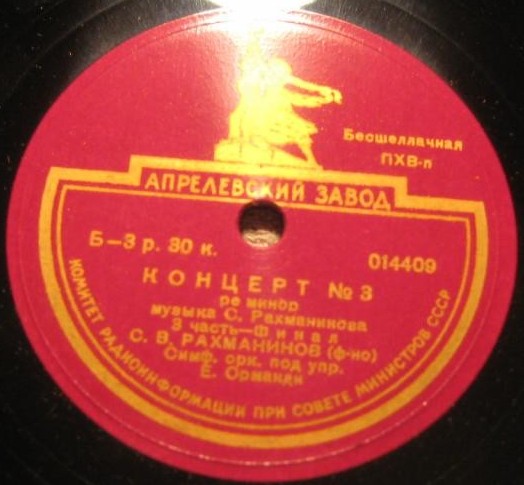 Бесшеллачная
ПХВ-п
АПРЕЛЕВСКИЙ ЗАВОД
Б—3 р. 30 к.
014409
КОНЦЕРТ № 3
ре минор
музыка С. Рахманинова
3 часть—Финал
С. В. РАХМАНИНОВ (ф-но)
Симф. орк. под упр.
Е. Орманди
КОМИТЕТ РАДИОИНФОРМАЦИИ ПРИ СОВЕТЕ МИНИСТРОВ СССР